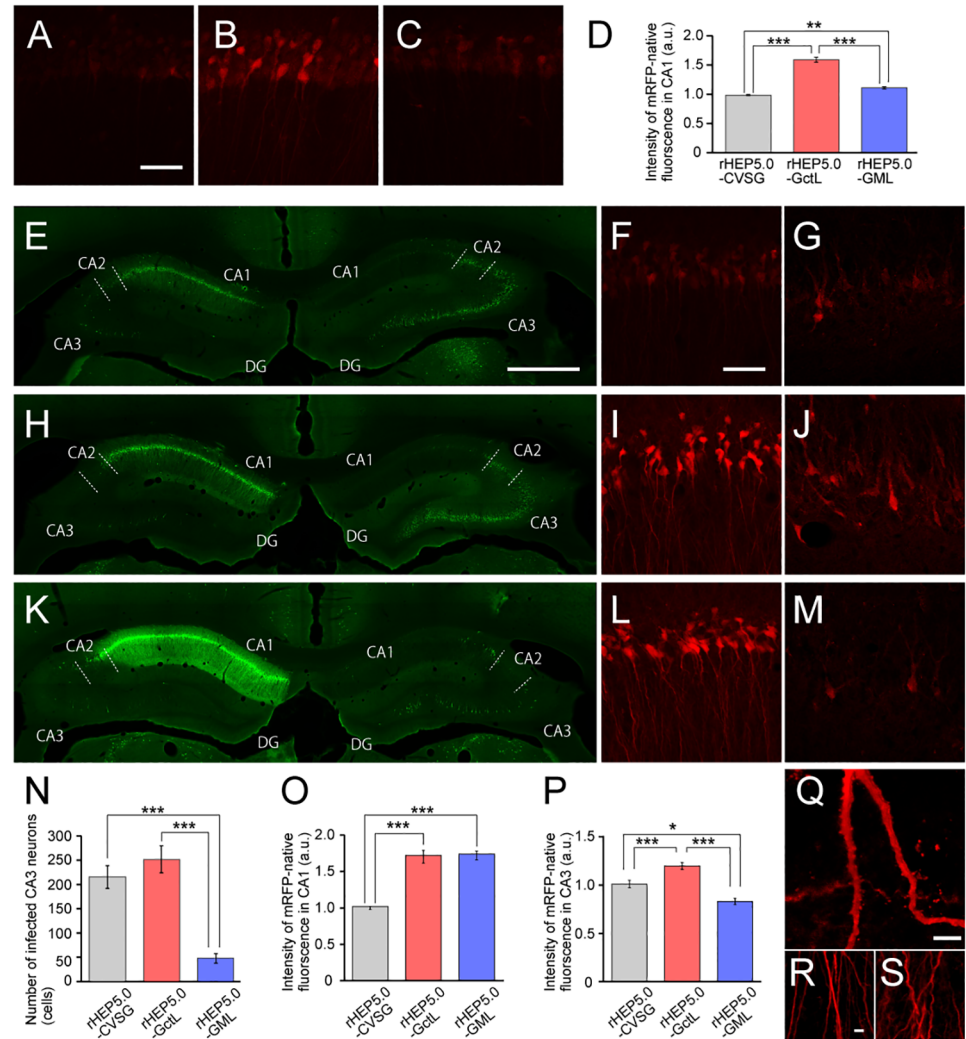 A
B
C
D
Intensity of mRFP-native
fluorscence in CA1 (a.u.)
2.0
1.5
1.0
0.5
0
**
*** ***
rHEP5.0 rHEP5.0 rHEP5.0
-CVSG -GctL -GML
E
CA2
CA1
CA1
CA2
CA3
CA3
DG
DG
F
G
H
CA2
CA1
CA1
CA2
CA3
CA3
DG
DG
I
J
K
CA2
CA1
CA1
CA2
CA3
CA3
DG
DG
L
M
N
Number of infected CA3 neurons
(cells)
300
250
200
150
100
50
0
***
***
rHEP5.0
-CVSG
rHEP5.0
-GctL
rHEP5.0
-GML
O
Intensity of mRFP-native
fluorescence in CA1 (a.u.)
2.0
1.5
1.0
0.5
0
***
***
rHEP5.0
-CVSG
rHEP5.0
-GctL
rHEP5.0
-GML
P
Intensity of mRFP-native
fluorescence in CA3 (a.u.)
1.5
1.0
0.5
0
*
*** ***
rHEP5.0
-CVSG
rHEP5.0
-GctL
rHEP5.0
-GML
Q
R
S